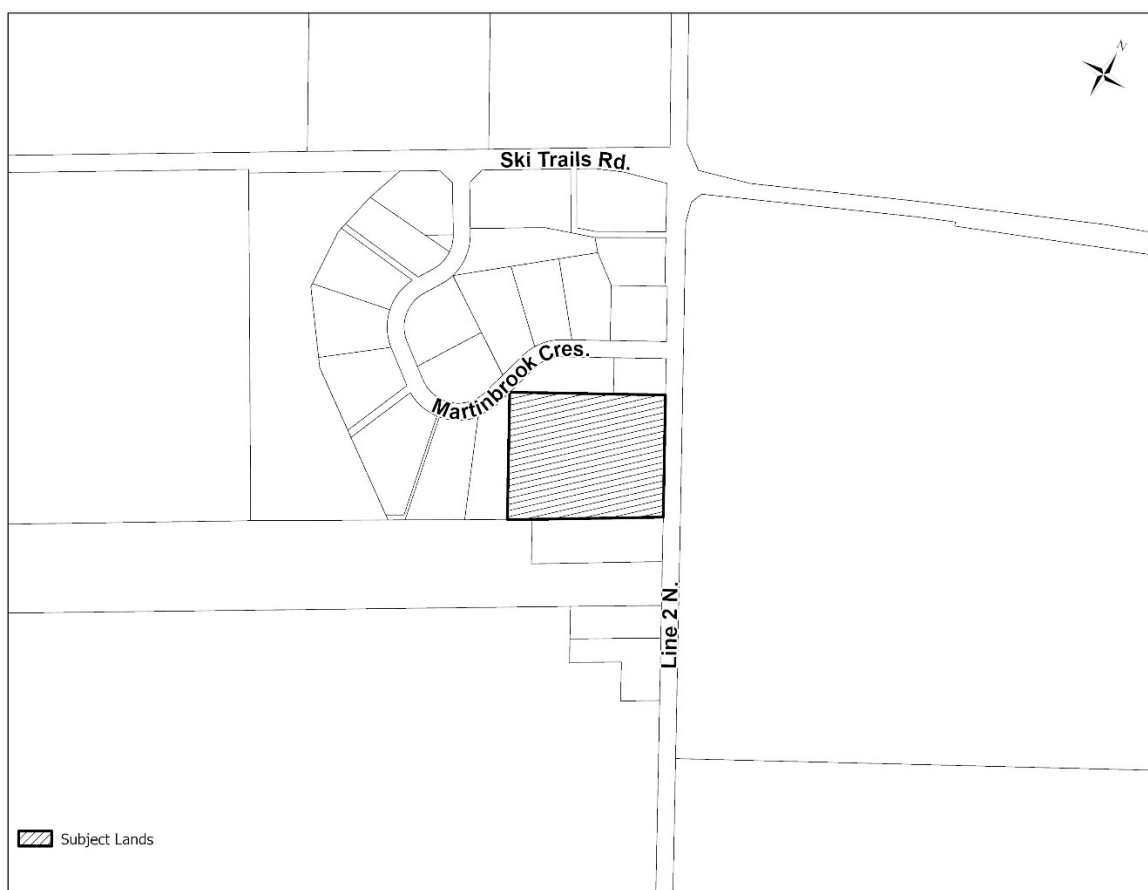 N
Ski Trails Rd.
Martinbrook Cres.
Line 2 N.
Subject Lands